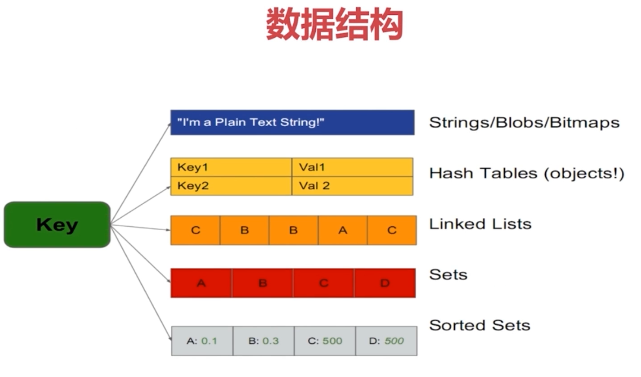 数据结构
"I'm a Plain Text String!"
Strings/Blobs/Bitmaps
Key1 Val1
Key2 Val 2
Hash Tables (objects!)
Key
C B B A C
Linked Lists
A B C D
Sets
A: 0.1 B: 0.3 C: 500 D: 500
Sorted Sets